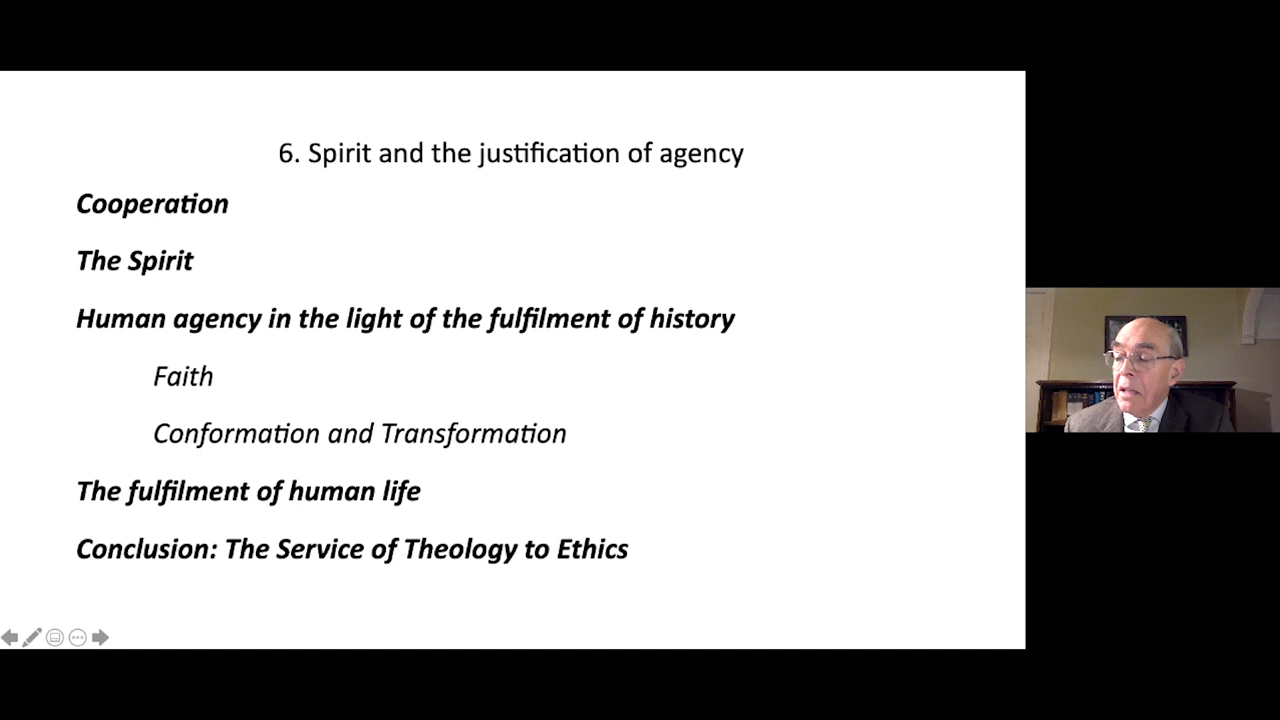 6. Spirit and the justification of agency
Cooperation
The Spirit
Human agency in the light of the fulfilment of history
Faith
Conformation and Transformation
The fulfilment of human life
Conclusion: The Service of Theology to Ethics